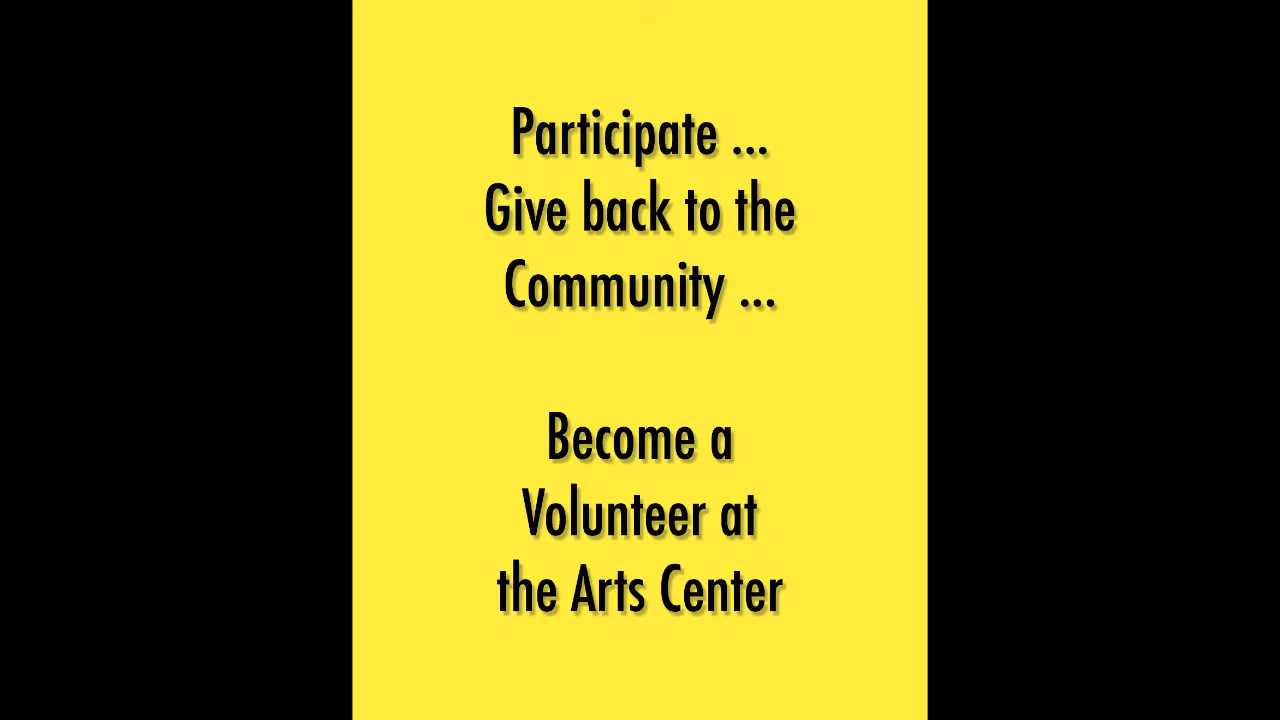 Participate ...
Give back to the
Community ...
Become a
Volunteer at
the Arts Center